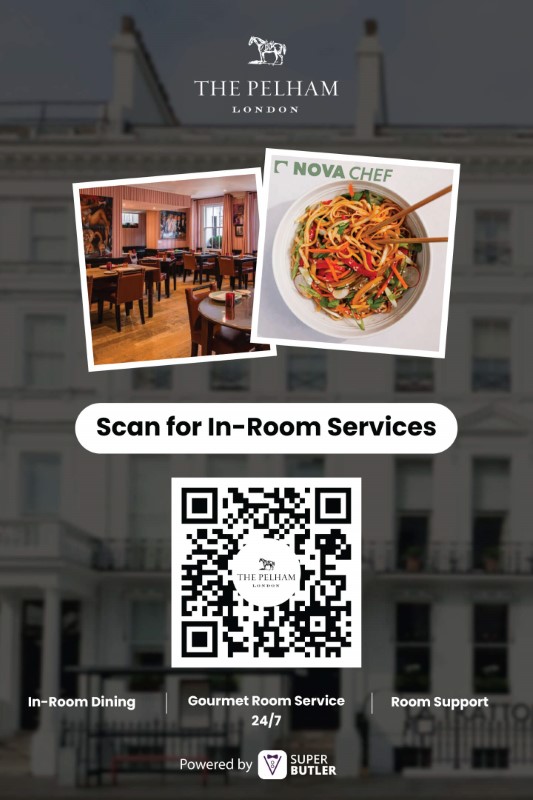 THE PELHAM
LONDON
NOVA CHEF
Scan for In-Room Services
THE PELHAM
LONDON
In-Room Dining
Gourmet Room Service
24/7
Room Support
Powered by SUPER
BUTLER